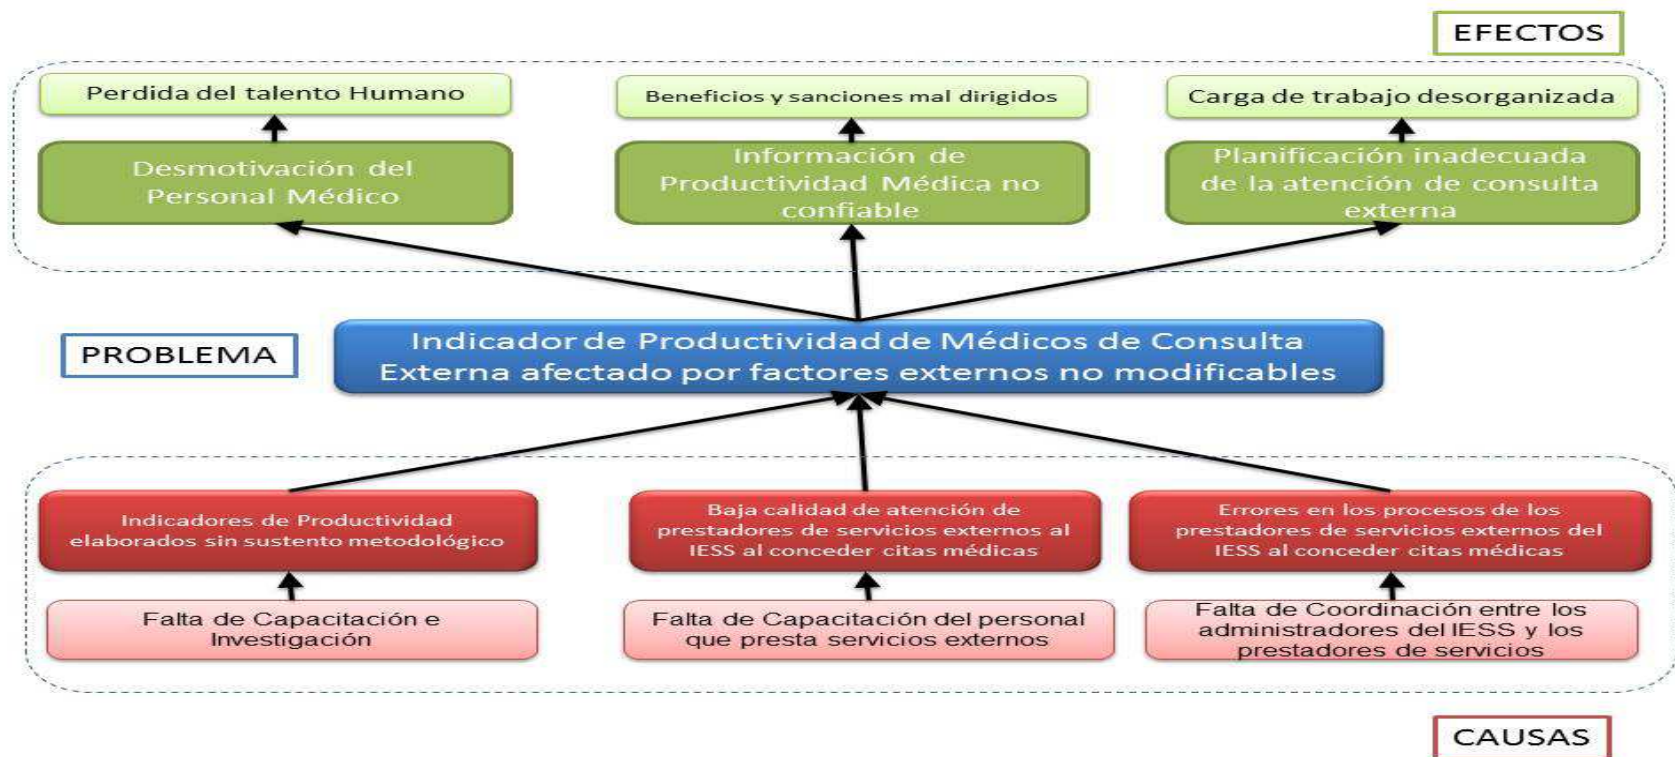 EFECTOS
Perdida del talento Humano
Beneficios y sanciones mal dirigidos
Carga de trabajo desorganizada
Desmotivación del
Personal Médico
Información de
Productividad Médica no
confiable
Planificación inadecuada
de la atención de consulta
externa
PROBLEMA
Indicador de Productividad de Médicos de Consulta
Externa afectado por factores externos no modificables
Indicadores de Productividad
elaborados sin sustento metodológico
Baja calidad de atención de
prestadores de servicios externos al
IESS al conceder citas médicas
Errores en los procesos de los
prestadores de servicios externos del
IESS al conceder citas médicas
Falta de Capacitación e
Investigación
Falta de Capacitación del personal
que presta servicios externos
Falta de Coordinación entre los
administradores del IESS y los
prestadores de servicios
CAUSAS